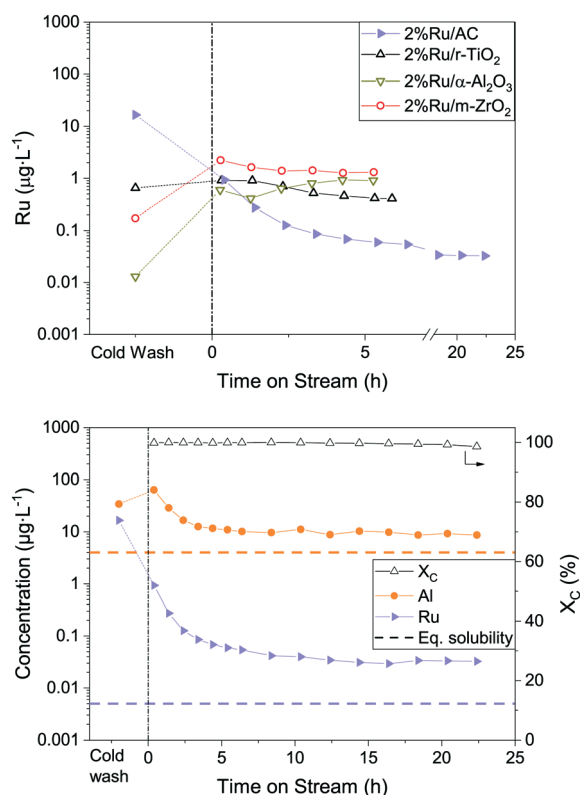 2%Ru/AC
2%Ru/r-TiO₂
2%Ru/α-Al₂O₃
2%Ru/m-ZrO₂
1000
100
10
1
0.1
0.01
0.001
Ru (µg·L⁻¹)
Cold Wash 0 5 20 25
Time on Stream (h)
1000
100
10
1
0.1
0.01
0.001
Concentration (µg·L⁻¹)
100
80
60
40
20
0
X_C (%)
X_C
Al
Ru
Eq. solubility
Cold wash
0 5 10 15 20 25
Time on Stream (h)